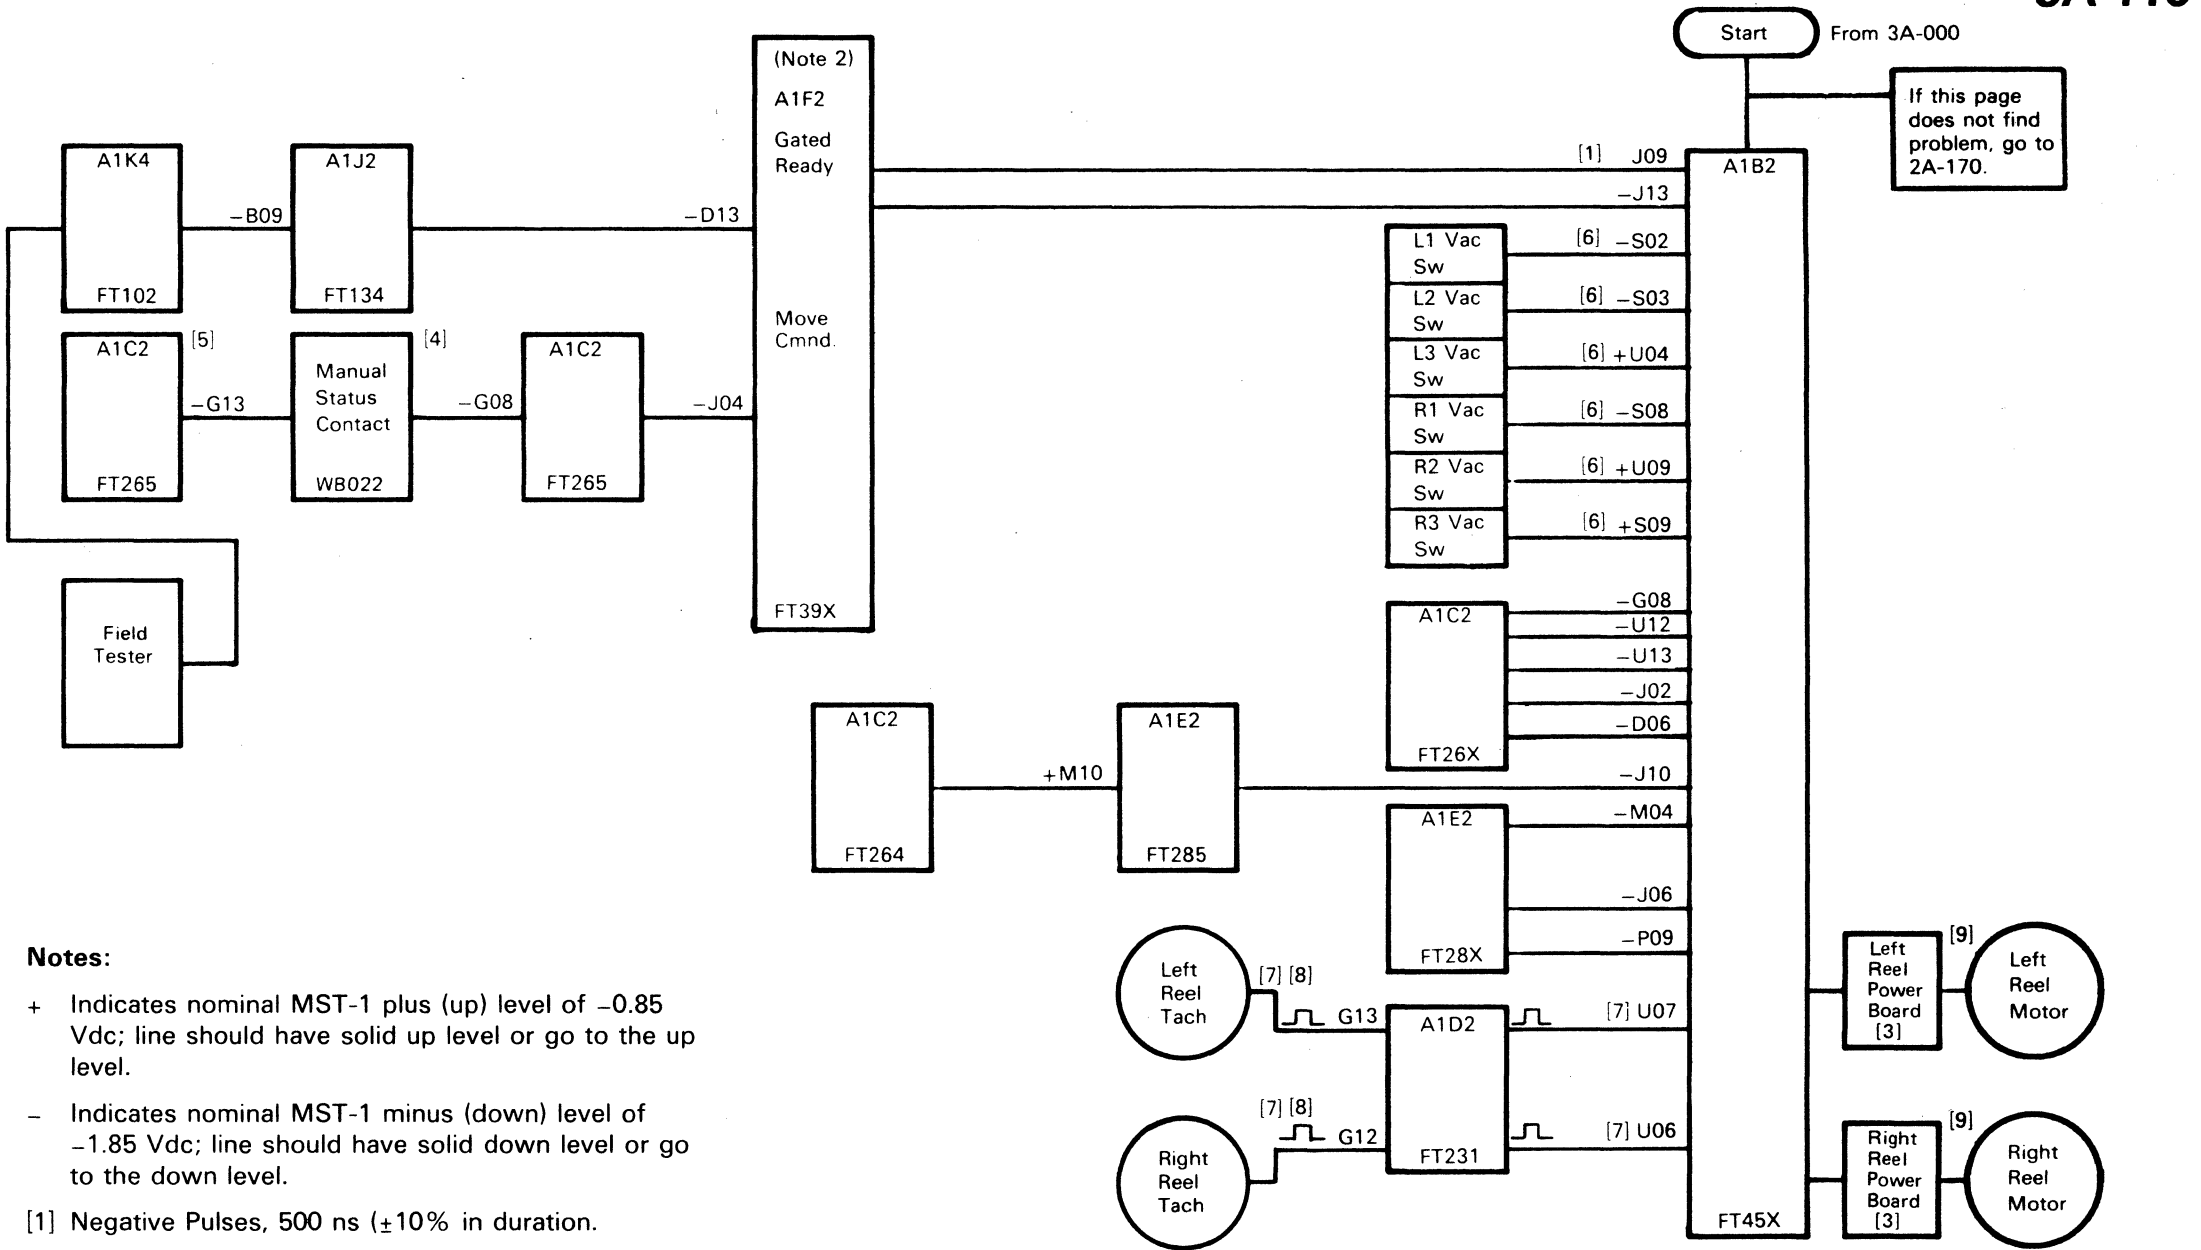 Start
From 3A-000
If this page
does not find
problem, go to
2A-170.
(Note 2)
A1F2
Gated
Ready
Move
Cmnd.
FT39X
A1K4
FT102
−B09
A1J2
FT134
−D13
A1C2
[5]
FT265
−G13
Manual
Status
Contact
WB022
[4]
−G08
A1C2
FT265
−J04
Field
Tester
[1] J09
−J13
A1B2
FT45X
L1 Vac
Sw
[6] −S02
L2 Vac
Sw
[6] −S03
L3 Vac
Sw
[6] +U04
R1 Vac
Sw
[6] −S08
R2 Vac
Sw
[6] +U09
R3 Vac
Sw
[6] +S09
A1C2
FT26X
−G08
−U12
−U13
−J02
−D06
A1C2
FT264
+M10
A1E2
FT285
−J10
A1E2
FT28X
−M04
−J06
−P09
Left
Reel
Tach
[7] [8]
G13
A1D2
FT231
[7] U07
Right
Reel
Tach
[7] [8]
G12
[7] U06
Left
Reel
Power
Board
[3]
[9]
Left
Reel
Motor
Right
Reel
Power
Board
[3]
[9]
Right
Reel
Motor
Notes:
+ Indicates nominal MST-1 plus (up) level of −0.85
Vdc; line should have solid up level or go to the up
level.
− Indicates nominal MST-1 minus (down) level of
−1.85 Vdc; line should have solid down level or go
to the down level.
[1] Negative Pulses, 500 ns (±10% in duration.